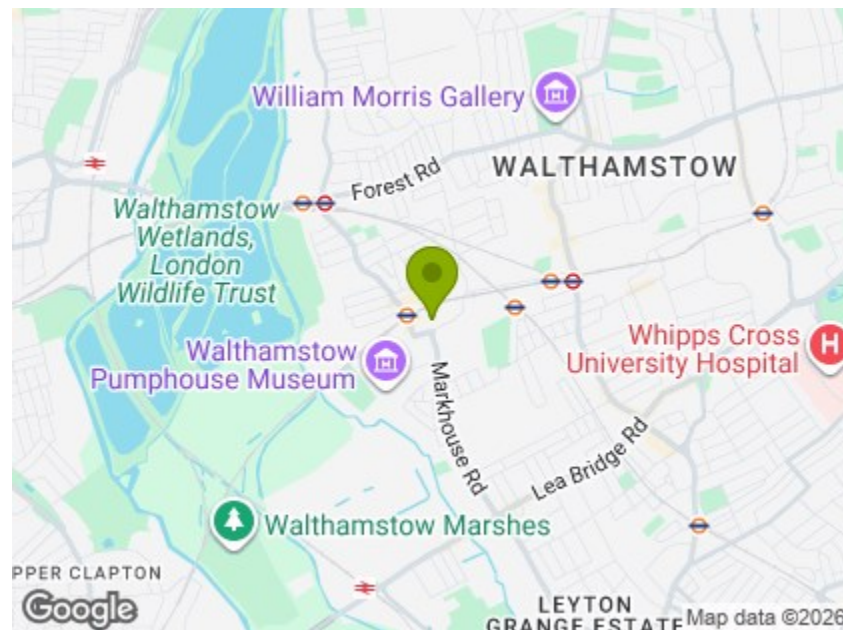 William Morris Gallery
WALTHAMSTOW
Forest Rd
Walthamstow
Wetlands,
London
Wildlife Trust
Whipps Cross
University Hospital
H
Walthamstow
Pumphouse Museum
Markhouse Rd
Lea Bridge Rd
Walthamstow Marshes
PPER CLAPTON
LEYTON
GRANGE ESTATE
Google
Map data ©2026